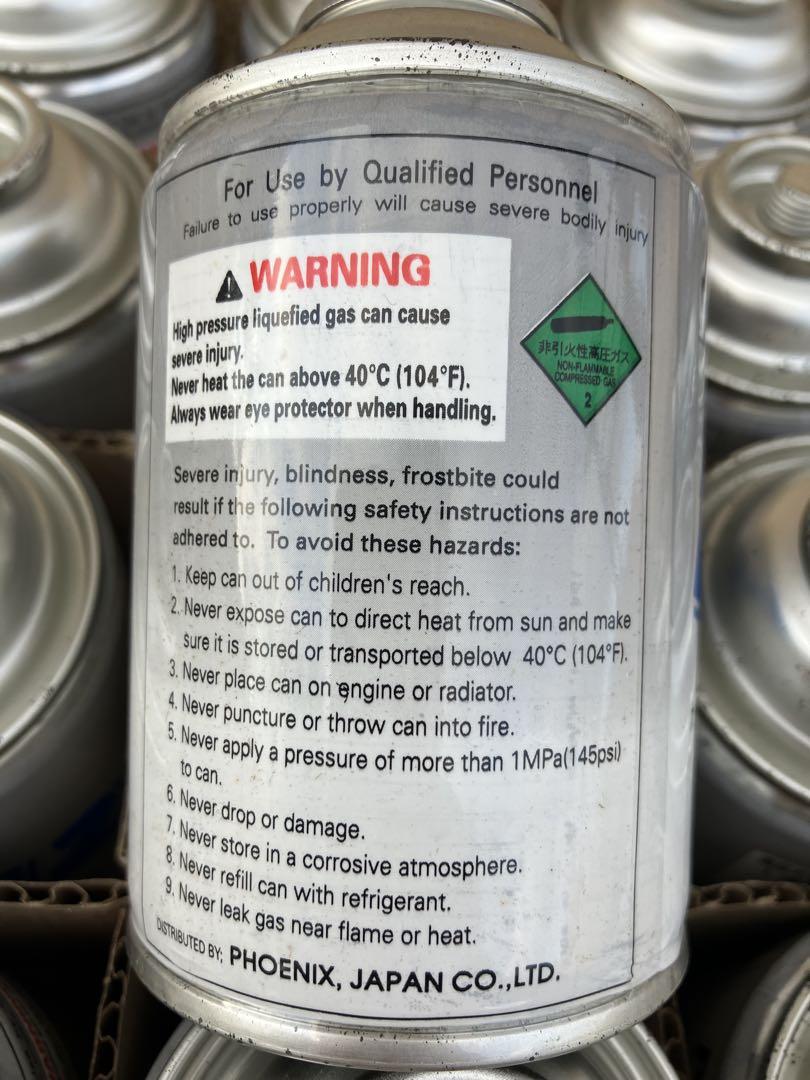 For Use by Qualified Personnel
Failure to use properly will cause severe bodily injury
WARNING
High pressure liquefied gas can cause
severe injury.
Never heat the can above 40°C (104°F).
Always wear eye protector when handling.
非引火性高圧ガス
NON-FLAMMABLE
COMPRESSED GAS
2
Severe injury, blindness, frostbite could
result if the following safety instructions are not
adhered to. To avoid these hazards:
1. Keep can out of children's reach.
2. Never expose can to direct heat from sun and make
sure it is stored or transported below 40°C (104°F).
3. Never place can on engine or radiator.
4. Never puncture or throw can into fire.
5. Never apply a pressure of more than 1MPa(145psi)
to can.
6. Never drop or damage.
7. Never store in a corrosive atmosphere.
8. Never refill can with refrigerant.
9. Never leak gas near flame or heat.
DISTRIBUTED BY; PHOENIX, JAPAN CO.,LTD.